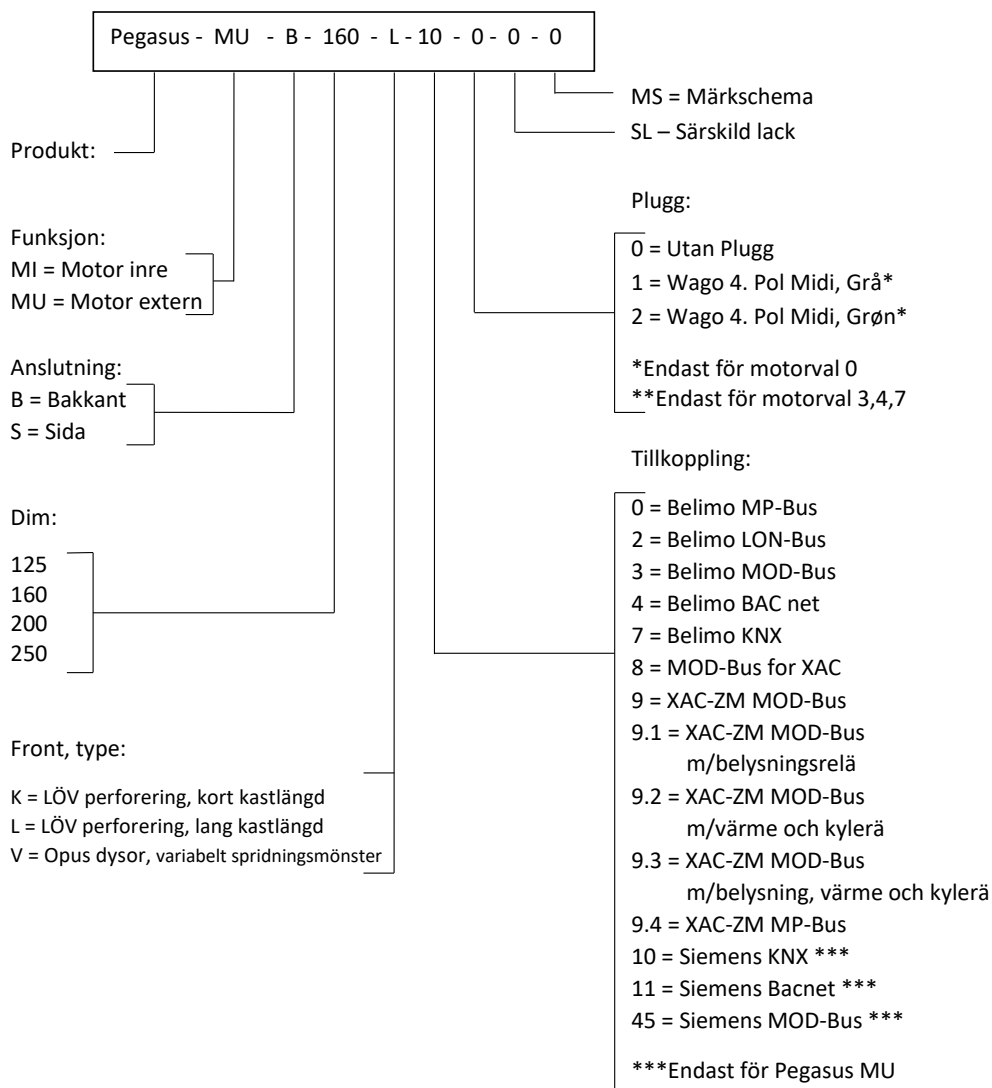 Pegasus - MU - B - 160 - L - 10 - 0 - 0 - 0
MS = Märkschema
SL – Särskild lack
Produkt:
Funksjon:
MI = Motor inre
MU = Motor extern
Anslutning:
B = Bakkant
S = Sida
Dim:
125
160
200
250
Front, type:
K = LÖV perforering, kort kastlängd
L = LÖV perforering, lang kastlängd
V = Opus dysor, variabelt spridningsmönster
Plugg:
0 = Utan Plugg
1 = Wago 4. Pol Midi, Grå*
2 = Wago 4. Pol Midi, Grøn*
*Endast för motorval 0
**Endast för motorval 3,4,7
Tillkoppling:
0 = Belimo MP-Bus
2 = Belimo LON-Bus
3 = Belimo MOD-Bus
4 = Belimo BAC net
7 = Belimo KNX
8 = MOD-Bus for XAC
9 = XAC-ZM MOD-Bus
9.1 = XAC-ZM MOD-Bus
m/belysningsrelä
9.2 = XAC-ZM MOD-Bus
m/värme och kylerä
9.3 = XAC-ZM MOD-Bus
m/belysning, värme och kylerä
9.4 = XAC-ZM MP-Bus
10 = Siemens KNX ***
11 = Siemens Bacnet ***
45 = Siemens MOD-Bus ***
***Endast för Pegasus MU